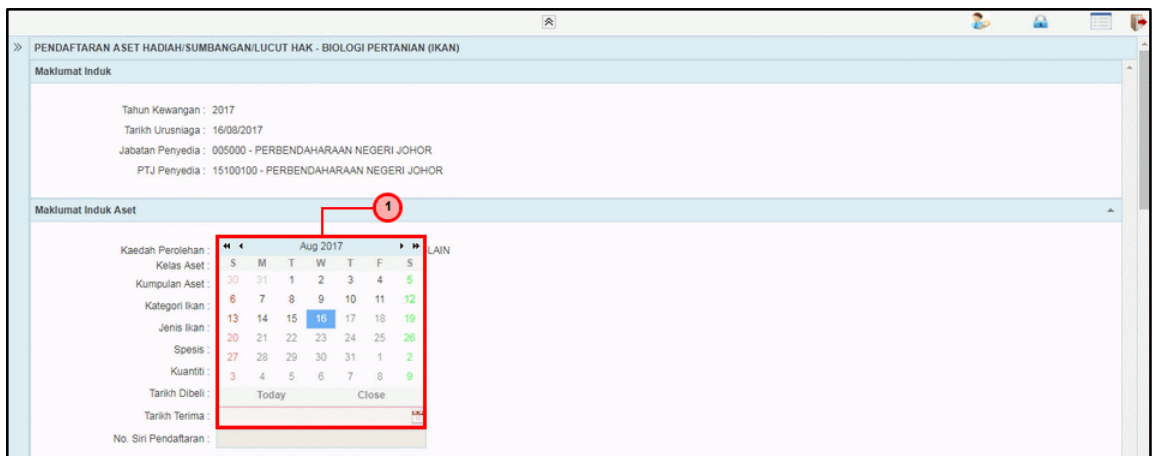 PENDAFTARAN ASET HADIAH/SUMBANGAN/LUCUT HAK - BIOLOGI PERTANIAN (IKAN)
Maklumat Induk
Tahun Kewangan : 2017
Tarikh Urusniaga : 16/08/2017
Jabatan Penyedia : 005000 - PERBENDAHARAAN NEGERI JOHOR
PTJ Penyedia : 15100100 - PERBENDAHARAAN NEGERI JOHOR
1
Maklumat Induk Aset
Kaedah Perolehan : Aug 2017 LAIN
Kelas Aset : S M T W T F S
Kumpulan Aset : 30 31 1 2 3 4 5
Kategori Ikan : 6 7 8 9 10 11 12
Jenis Ikan : 13 14 15 16 17 18 19
20 21 22 23 24 25 26
Spesis : 27 28 29 30 31 1 2
Kuantiti : 3 4 5 6 7 8 9
Tarikh Dibeli : Today Close
Tarikh Terima :
No. Siri Pendaftaran :